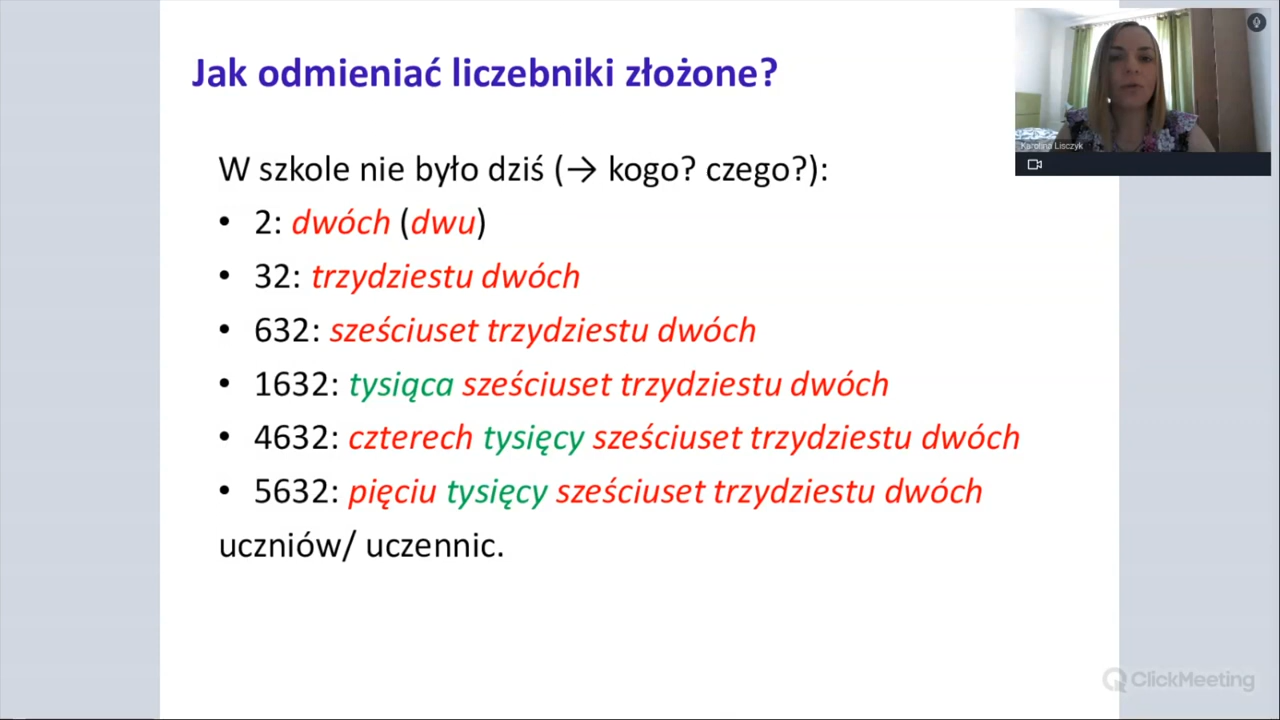 Jak odmieniać liczebniki złożone?
Karolina Lisczyk
W szkole nie było dziś (→ kogo? czego?):
• 2: dwóch (dwu)
• 32: trzydziestu dwóch
• 632: sześciuset trzydziestu dwóch
• 1632: tysiąca sześciuset trzydziestu dwóch
• 4632: czterech tysięcy sześciuset trzydziestu dwóch
• 5632: pięciu tysięcy sześciuset trzydziestu dwóch
uczniów/ uczennic.
ClickMeeting